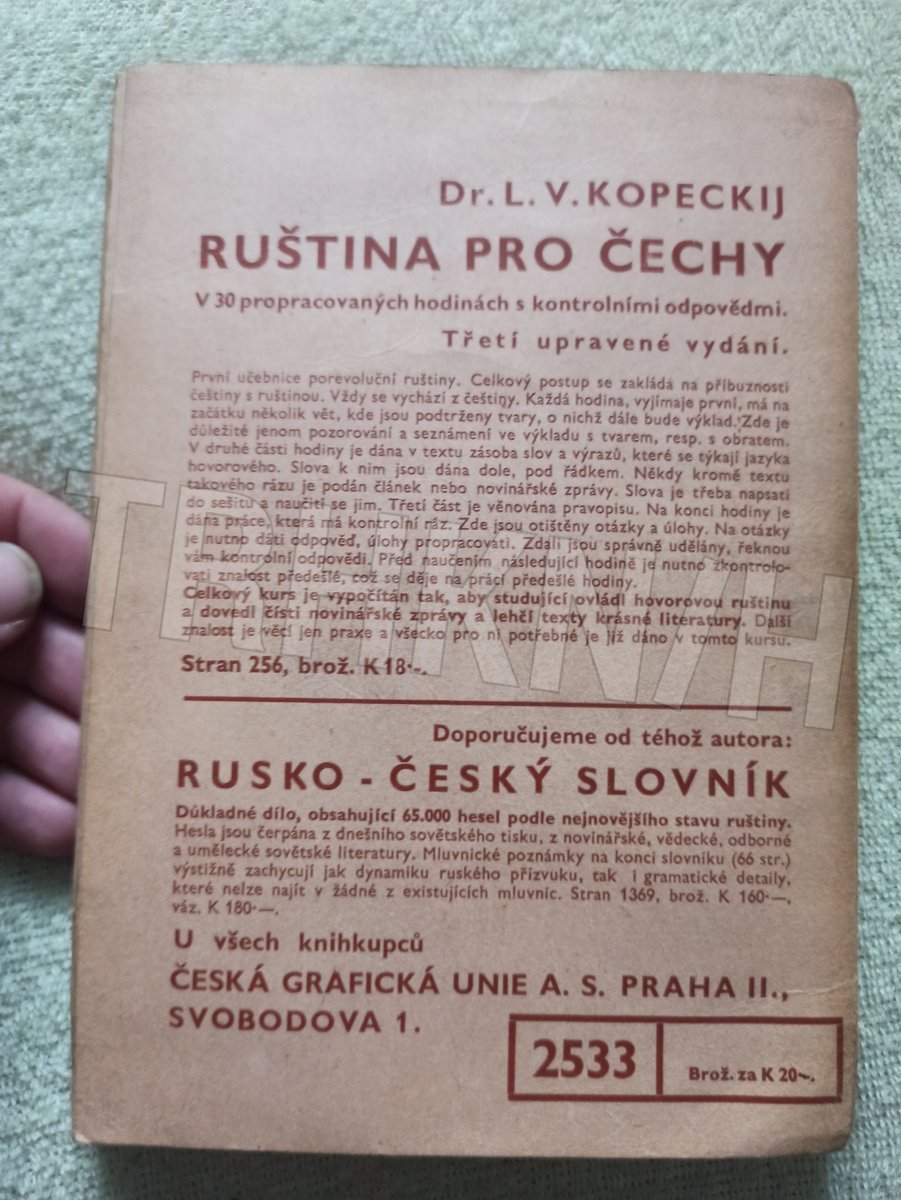 Dr. L. V. KOPECKIJ
RUŠTINA PRO ČECHY
V 30 propracovaných hodinách s kontrolními odpovědmi.
Třetí upravené vydání.
První učebnice porevoluční ruštiny. Celkový postup se zakládá na příbuznosti
češtiny s ruštinou. Vždy se vychází z češtiny. Každá hodina, vyjímaje první, má na
začátku několik vět, kde jsou podtrženy tvary, o nichž dále bude výklad. Zde je
důležité jenom pozorování a seznámení ve výkladu s tvarem, resp. s obratem.
V druhé části hodiny je dána v textu zásoba slov a výrazů, které se týkají jazyka
hovorového. Slova k nim jsou dána dole, pod řádkem. Někdy kromě textu
takového rázu je podán článek nebo novinářské zprávy. Slova je třeba napsati
do sešitu a naučiti se jim. Třetí část je věnována pravopisu. Na konci hodiny je
dána práce, která má kontrolní ráz. Zde jsou otištěny otázky a úlohy. Na otázky
je nutno dáti odpověď, úlohy propracovati. Zdali jsou správně udělány, řeknou
vám kontrolní odpovědi. Před naučením následující hodině je nutno zkontrolo-
vati znalost předešlé, což se děje na práci předešlé hodiny.
Celkový kurs je vypočítán tak, aby studující ovládl hovorovou ruštinu
a dovedl čísti novinářské zprávy a lehčí texty krásné literatury. Další
znalost je věcí jen praxe a všecko pro ni potřebné je již dáno v tomto kursu.
Stran 256, brož. K 18·-.
Doporučujeme od téhož autora:
RUSKO - ČESKÝ SLOVNÍK
Důkladné dílo, obsahující 65.000 hesel podle nejnovějšího stavu ruštiny.
Hesla jsou čerpána z dnešního sovětského tisku, z novinářské, vědecké, odborné
a umělecké sovětské literatury. Mluvnické poznámky na konci slovníku (66 str.)
výstižně zachycují jak dynamiku ruského přízvuku, tak i gramatické detaily,
které nelze najít v žádné z existujících mluvnic. Stran 1369, brož. K 160·—,
váz. K 180·—.
U všech knihkupců
ČESKÁ GRAFICKÁ UNIE A. S. PRAHA II.,
SVOBODOVA 1.
2533
Brož. za K 20·-.